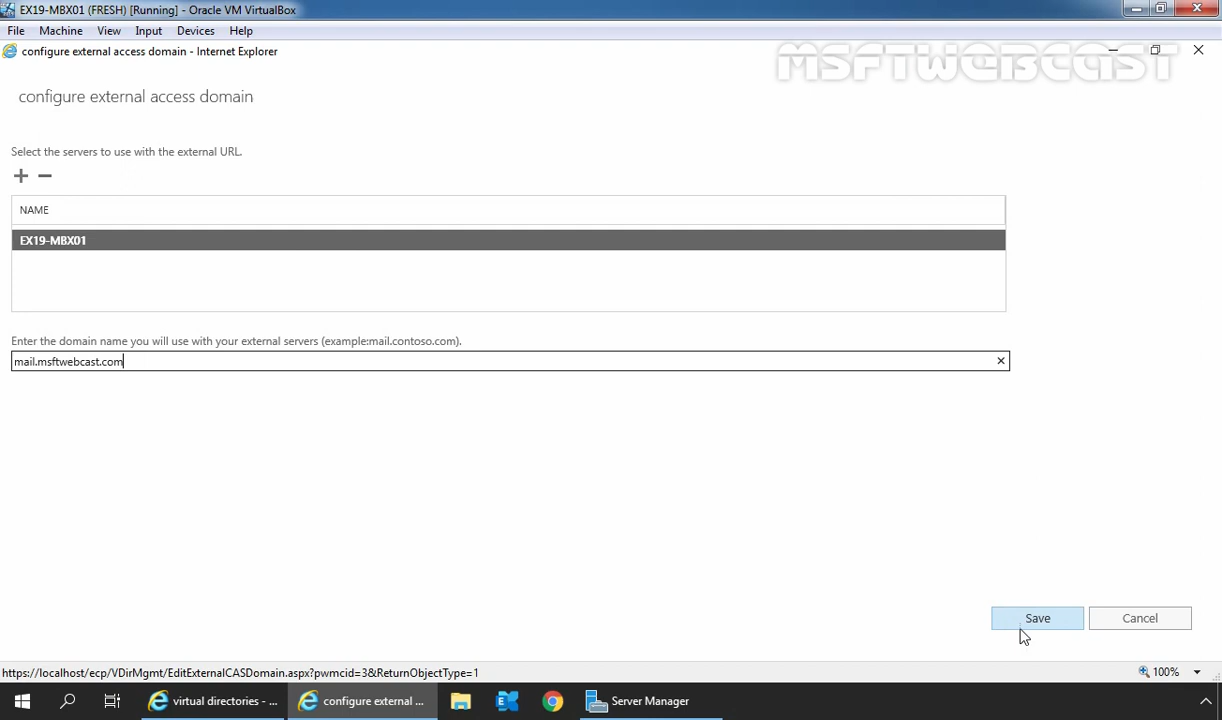 EX19-MBX01 (FRESH) [Running] - Oracle VM VirtualBox
File Machine View Input Devices Help
configure external access domain - Internet Explorer
MSFTWEBCAST
configure external access domain
Select the servers to use with the external URL.
NAME
EX19-MBX01
Enter the domain name you will use with your external servers (example:mail.contoso.com).
mail.msftwebcast.com
Save Cancel
https://localhost/ecp/VDirMgmt/EditExternalCASDomain.aspx?pwmcid=3&ReturnObjectType=1
100%
virtual directories - ... configure external ... Server Manager